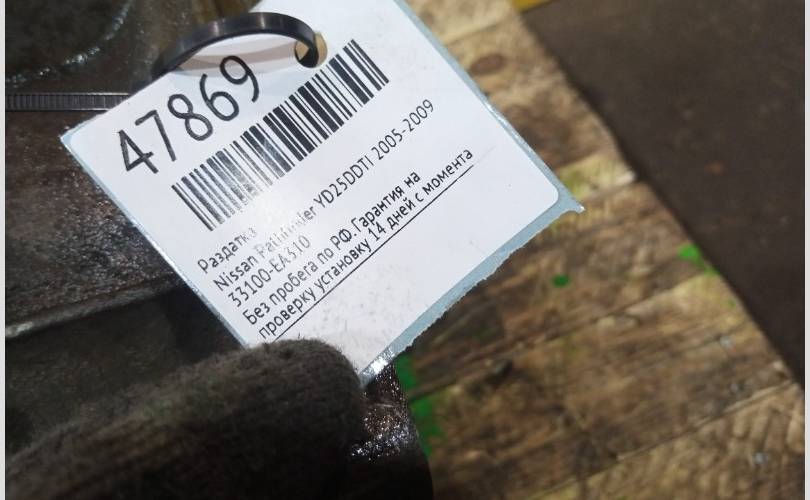 47869
Раздатка
Nissan Pathfinder YD25DDTI 2005-2009
33100-EA310
Без пробега по РФ. Гарантия на
проверку установку 14 дней с момента